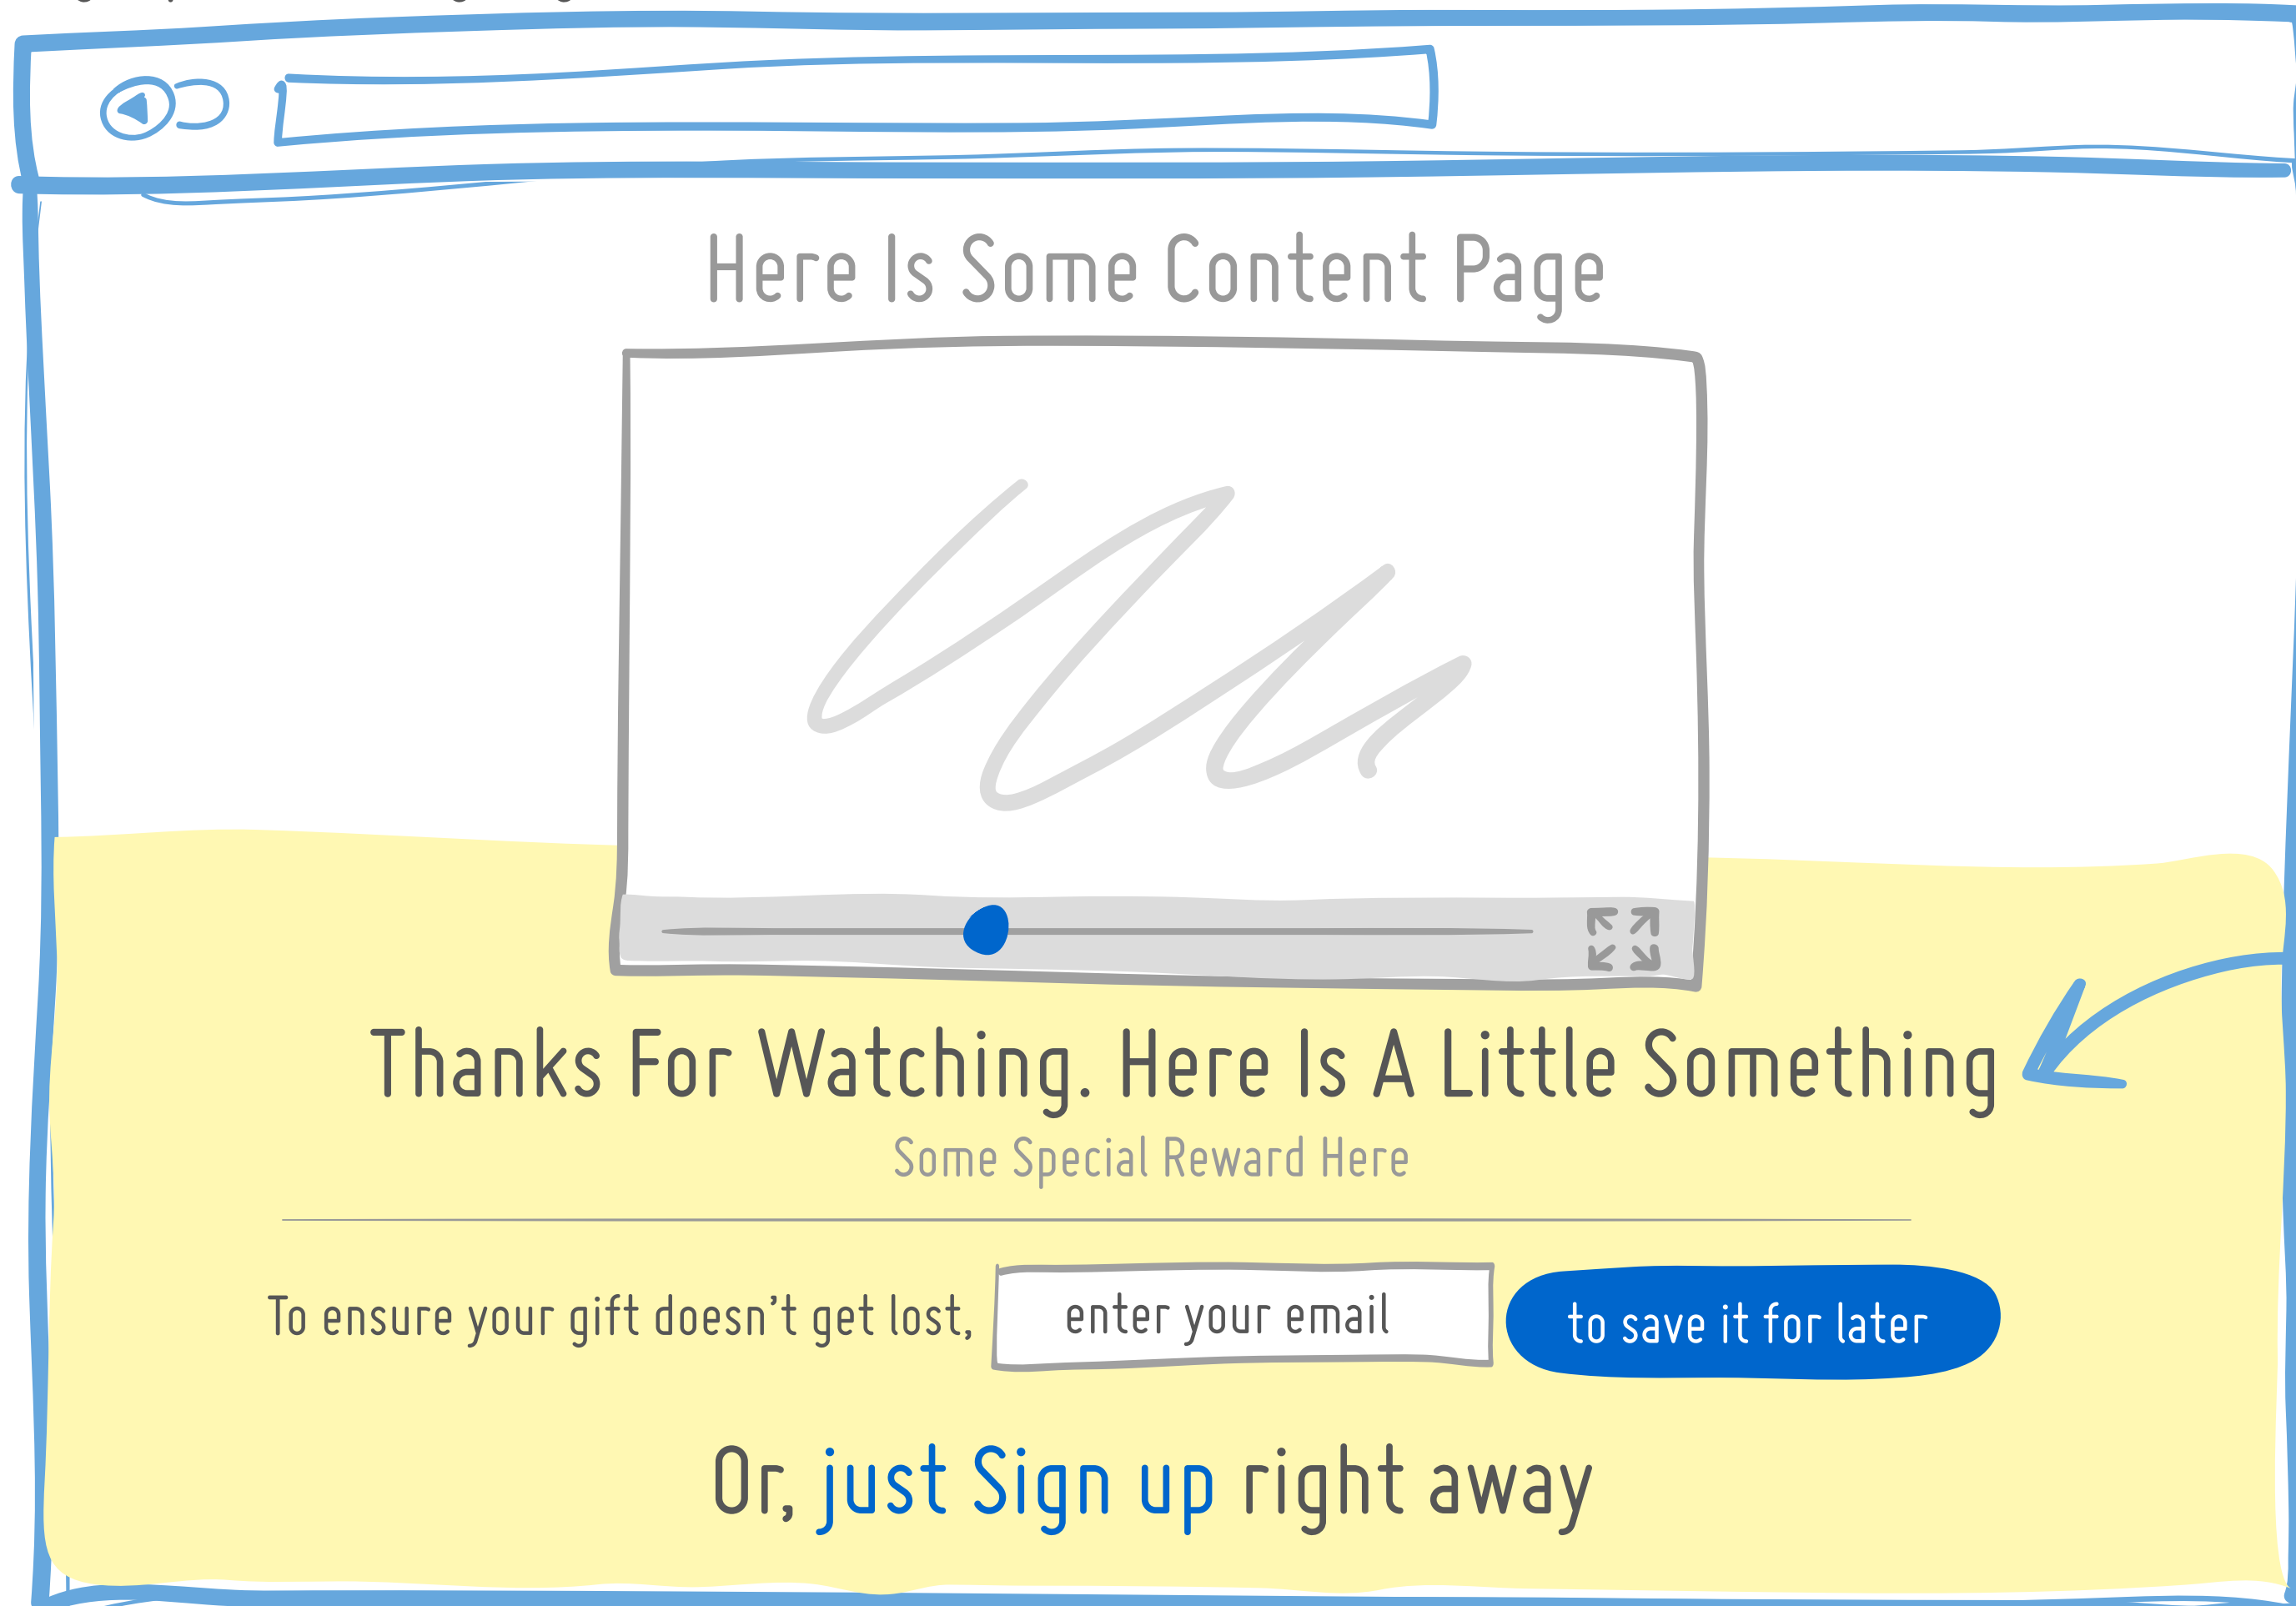 Here Is Some Content Page
Thanks For Watching. Here Is A Little Something
Some Special Reward Here
To ensure your gift doesn't get lost, enter your email to save it for later
Or, just Sign up right away